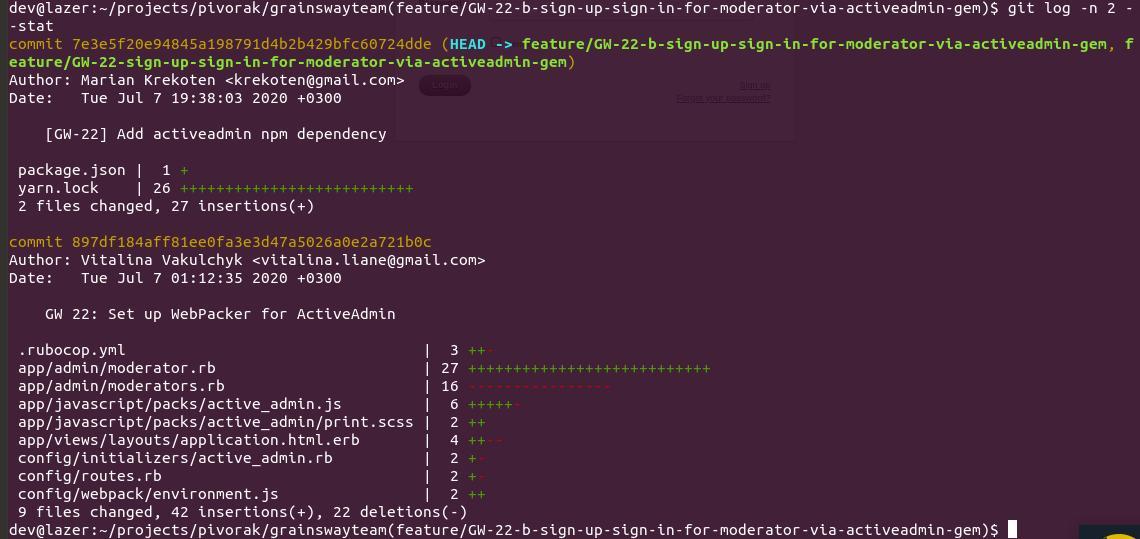 dev@lazer:~/projects/pivorak/grainswayteam(feature/GW-22-b-sign-up-sign-in-for-moderator-via-activeadmin-gem)$ git log -n 2 -
-stat
commit 7e3e5f20e94845a198791d4b2b429bfc60724dde (HEAD -> feature/GW-22-b-sign-up-sign-in-for-moderator-via-activeadmin-gem, f
eature/GW-22-sign-up-sign-in-for-moderator-via-activeadmin-gem)
Author: Marian Krekoten <krekoten@gmail.com>
Login Sign up
Date:   Tue Jul 7 19:38:03 2020 +0300
Forgot your password?
    [GW-22] Add activeadmin npm dependency
 package.json |  1 +
 yarn.lock    | 26 ++++++++++++++++++++++++++
 2 files changed, 27 insertions(+)
commit 897df184aff81ee0fa3e3d47a5026a0e2a721b0c
Author: Vitalina Vakulchyk <vitalina.liane@gmail.com>
Date:   Tue Jul 7 01:12:35 2020 +0300
    GW 22: Set up WebPacker for ActiveAdmin
 .rubocop.yml                                 |  3 ++-
 app/admin/moderator.rb                       | 27 +++++++++++++++++++++++++++
 app/admin/moderators.rb                      | 16 ----------------
 app/javascript/packs/active_admin.js         |  6 +++++-
 app/javascript/packs/active_admin/print.scss |  2 ++
 app/views/layouts/application.html.erb       |  4 ++--
 config/initializers/active_admin.rb          |  2 +-
 config/routes.rb                             |  2 +-
 config/webpack/environment.js                |  2 ++
 9 files changed, 42 insertions(+), 22 deletions(-)
dev@lazer:~/projects/pivorak/grainswayteam(feature/GW-22-b-sign-up-sign-in-for-moderator-via-activeadmin-gem)$